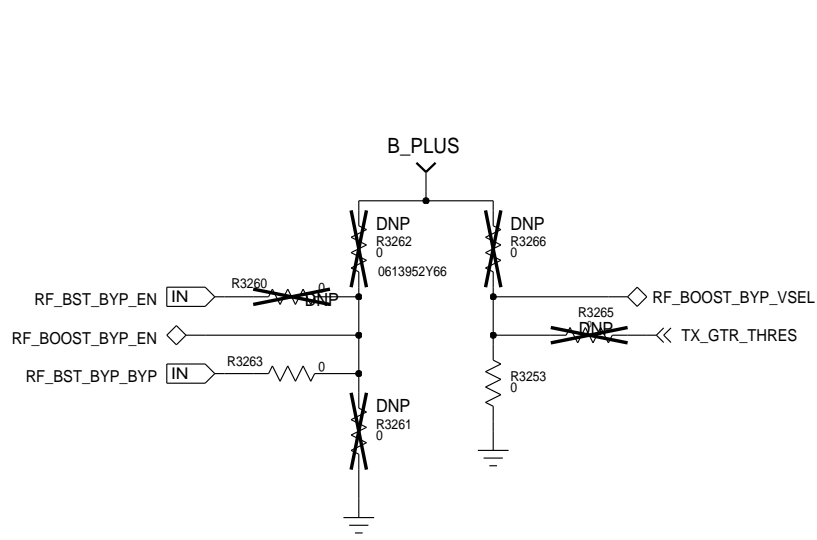 B_PLUS
DNP
R3262
0
0613952Y66
DNP
R3266
0
R3260
0
DNP
RF_BST_BYP_EN
IN
RF_BOOST_BYP_VSEL
R3265
0
DNP
TX_GTR_THRES
RF_BOOST_BYP_EN
R3263
0
RF_BST_BYP_BYP
IN
R3253
0
DNP
R3261
0